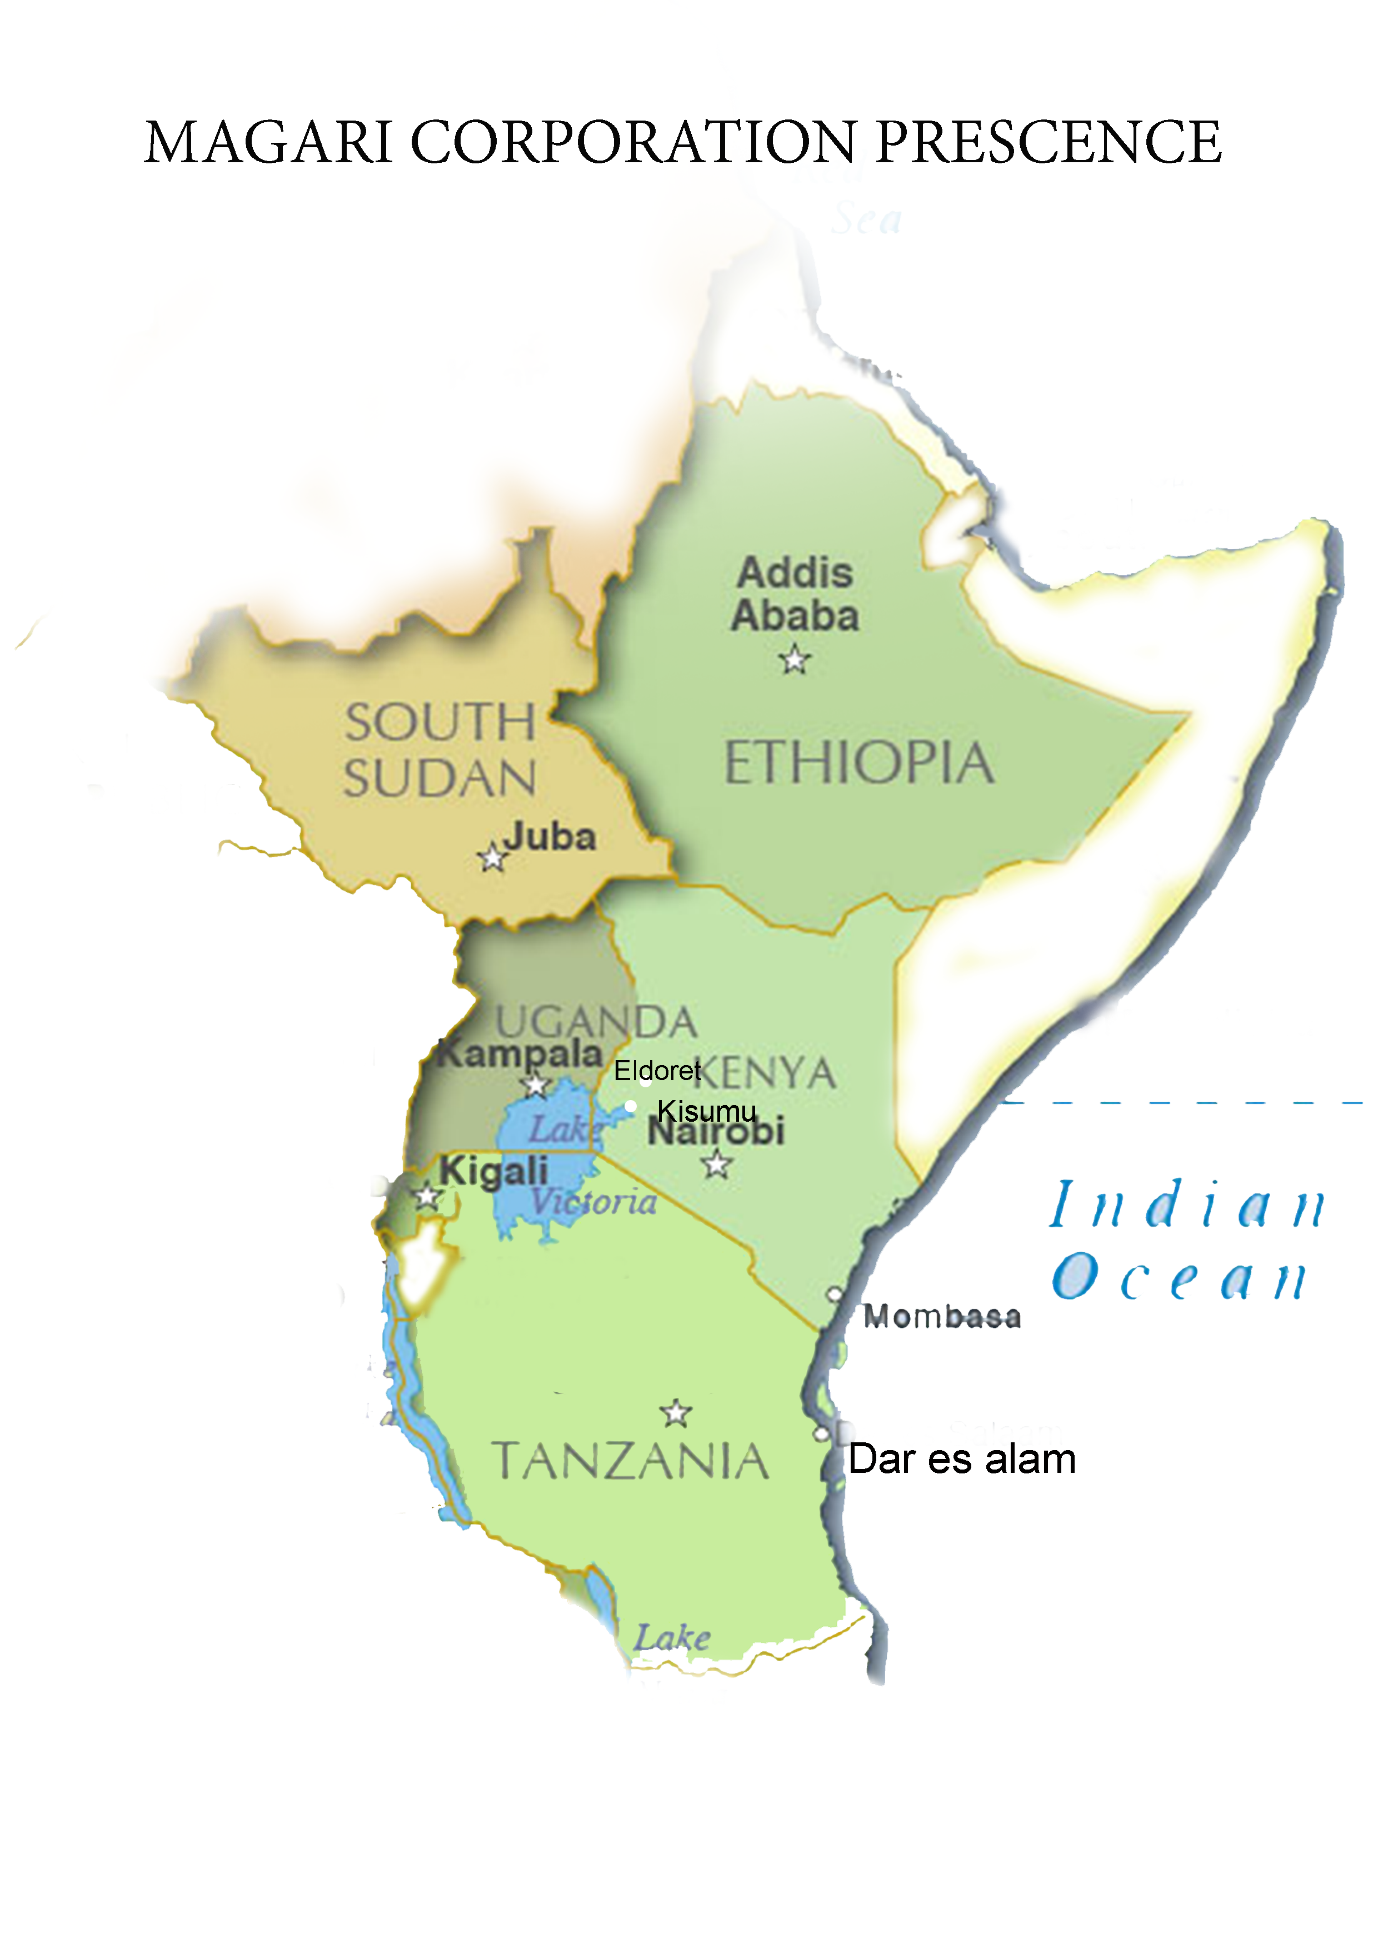 MAGARI CORPORATION PRESCENCE
Sea
Addis
Ababa
SOUTH
SUDAN
ETHIOPIA
Juba
UGANDA
Kampala
Eldoret
KENYA
Kisumu
Lake
Nairobi
Kigali
Victoria
Indian
Ocean
Mombasa
TANZANIA
Dar es alam
Lake